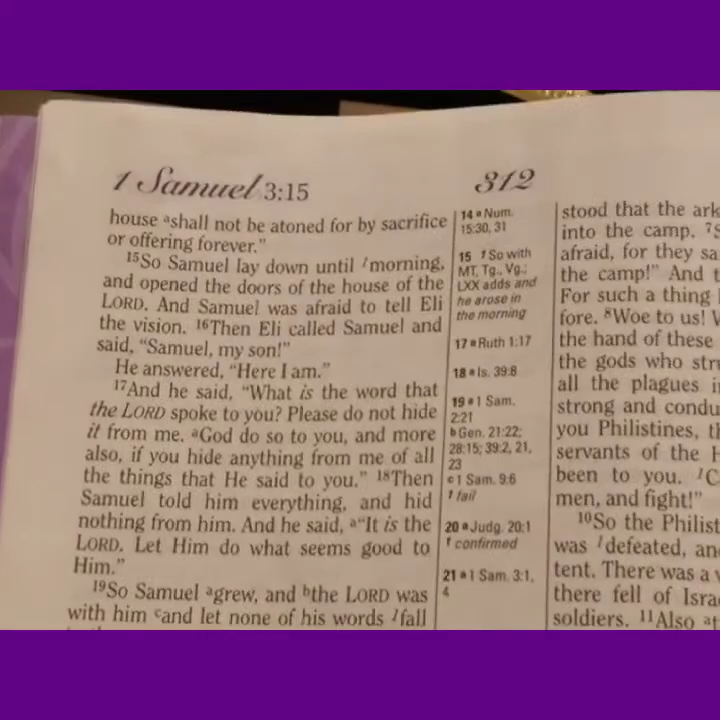 1 Samuel 3:15
312
house ᵃshall not be atoned for by sacrifice
or offering forever."
¹⁵So Samuel lay down until ¹morning,
and opened the doors of the house of the
LORD. And Samuel was afraid to tell Eli
the vision. ¹⁶Then Eli called Samuel and
said, "Samuel, my son!"
He answered, "Here I am."
¹⁷And he said, "What is the word that
the LORD spoke to you? Please do not hide
it from me. ᵃGod do so to you, and more
also, if you hide anything from me of all
the things that He said to you." ¹⁸Then
Samuel told him everything, and hid
nothing from him. And he said, ᵃ"It is the
LORD. Let Him do what seems good to
Him."
¹⁹So Samuel ᵃgrew, and ᵇthe LORD was
with him ᶜand let none of his words ¹fall
14 a Num.
15:30, 31
15 1 So with
MT, Tg., Vg.;
LXX adds and
he arose in
the morning
17 a Ruth 1:17
18 a Is. 39:8
19 a 1 Sam.
2:21
b Gen. 21:22;
28:15; 39:2, 21,
23
c 1 Sam. 9:6
1 fail
20 a Judg. 20:1
1 confirmed
21 a 1 Sam. 3:1,
4
stood that the ark
into the camp. ⁷S
afraid, for they sa
the camp!" And t
For such a thing
fore. ⁸Woe to us! W
the hand of these
the gods who stru
all the plagues i
strong and condu
you Philistines, th
servants of the H
been to you. ¹C
men, and fight!"
¹⁰So the Philist
was ¹defeated, and
tent. There was a v
there fell of Israe
soldiers. ¹¹Also ᵃt